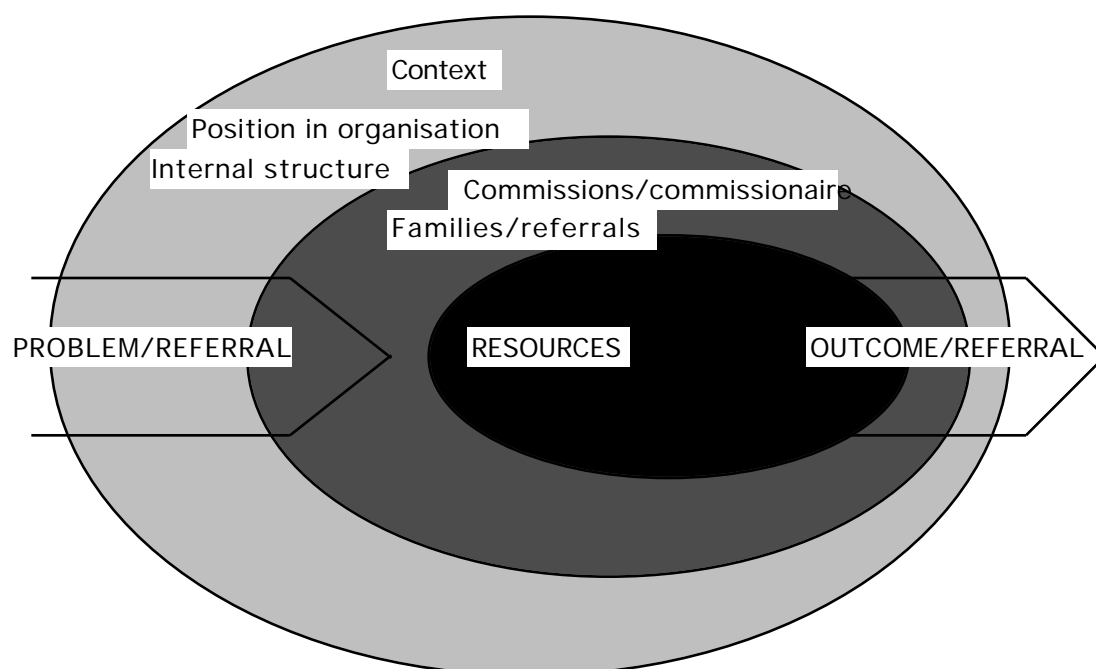 Context
Position in organisation
Internal structure
Commissions/commissionaire
Families/referrals
PROBLEM/REFERRAL
RESOURCES
OUTCOME/REFERRAL